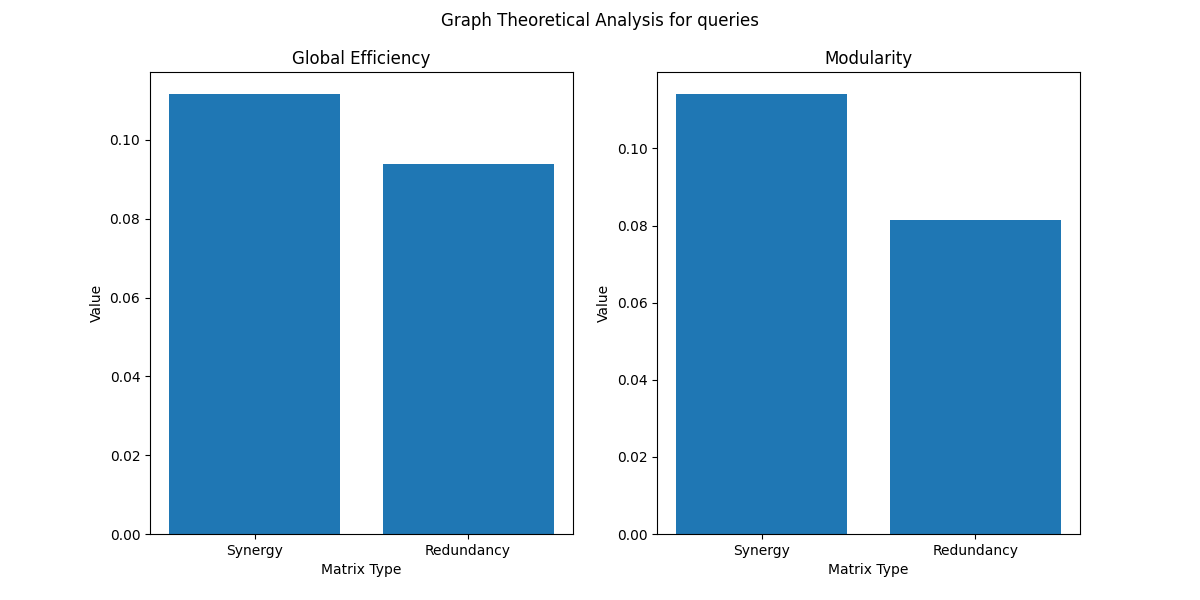 Graph Theoretical Analysis for queries
Global Efficiency
Value
0.10
0.08
0.06
0.04
0.02
0.00
Synergy
Redundancy
Matrix Type
Modularity
Value
0.10
0.08
0.06
0.04
0.02
0.00
Synergy
Redundancy
Matrix Type